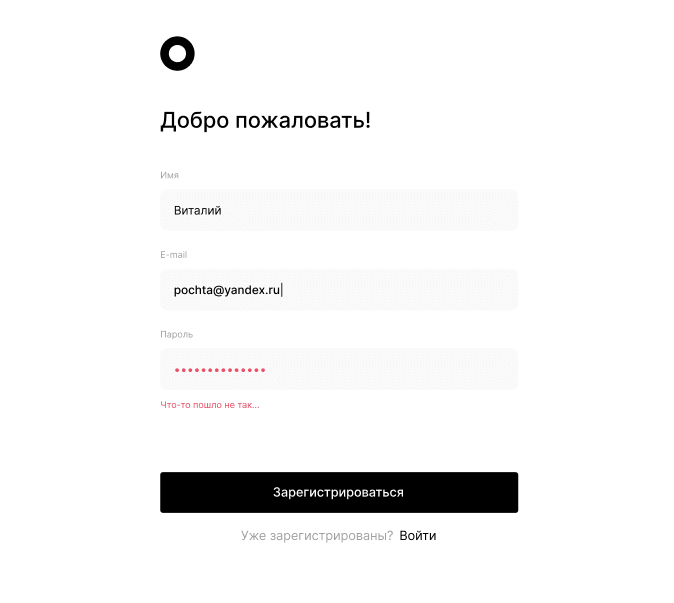 Добро пожаловать!
Имя
Виталий
E-mail
pochta@yandex.ru
Пароль
••••••••••••••
Что-то пошло не так...
Зарегистрироваться
Уже зарегистрированы? Войти